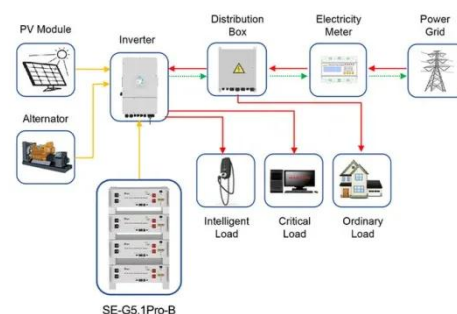 PV Module
Inverter
Distribution
Box
Electricity
Meter
Power
Grid
Alternator
Intelligent
Load
Critical
Load
Ordinary
Load
SE-G5.1Pro-B